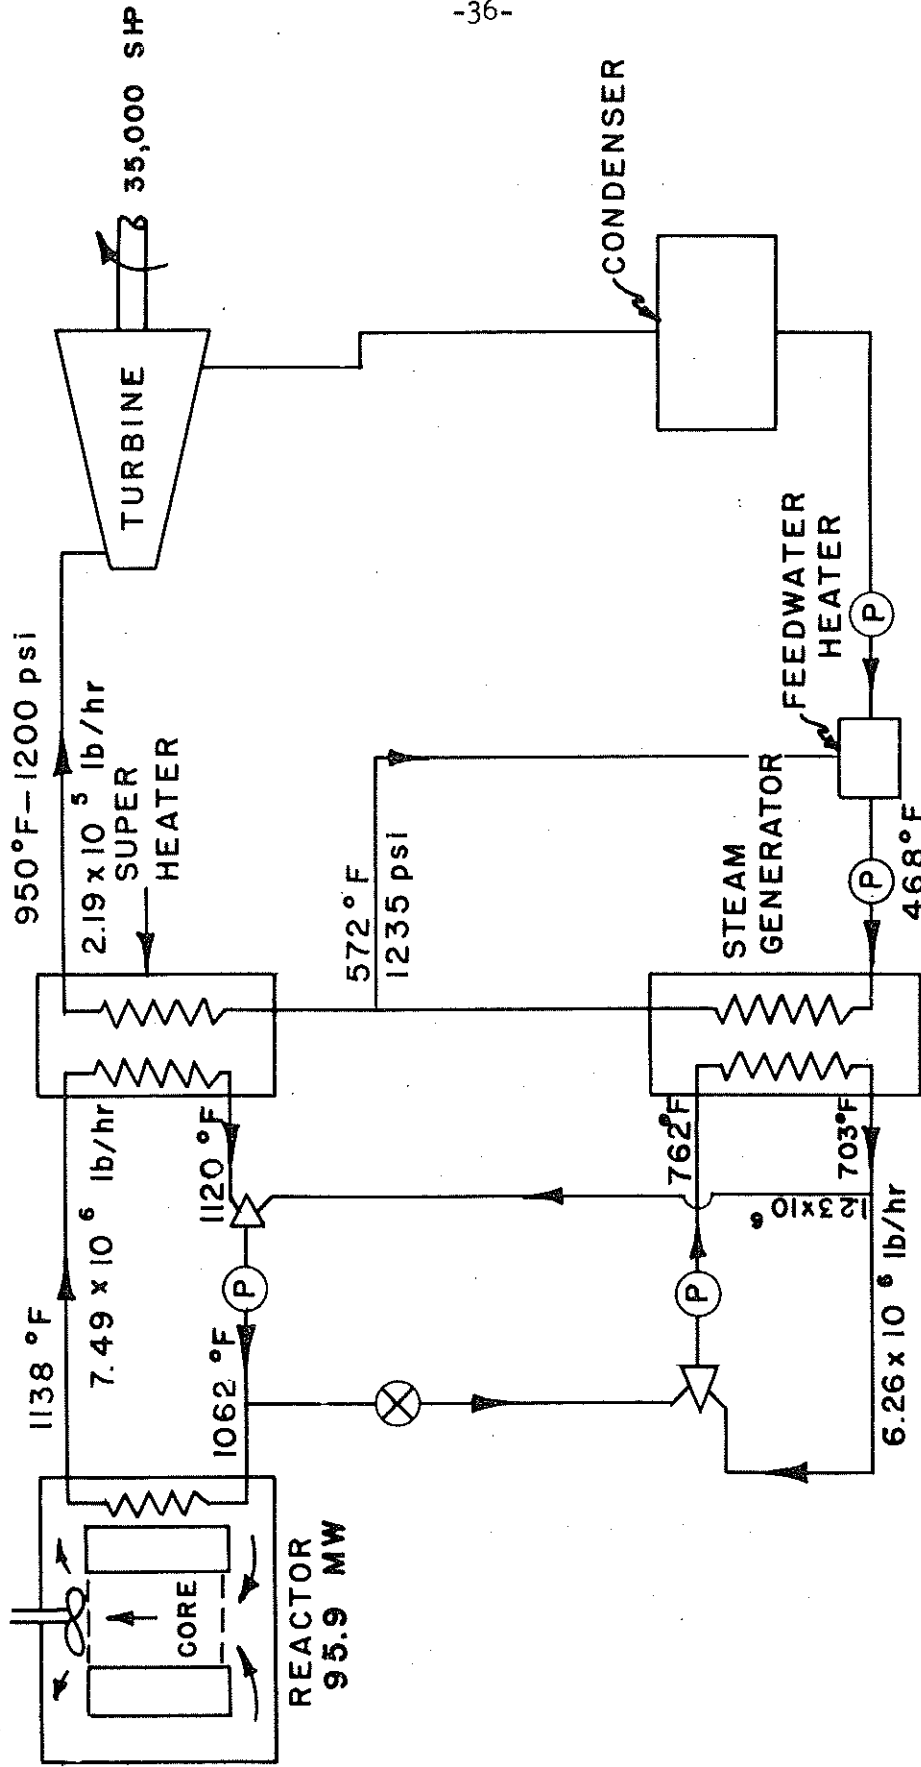 -36-
35,000 SHP
TURBINE
CONDENSER
950°F–1200 psi
2.19 x 10 5 lb/hr
SUPER
HEATER
572° F
1235 psi
FEEDWATER
HEATER
P
P
468°F
STEAM
GENERATOR
1138 °F
7.49 x 10 6 lb/hr
1120 °F
P
1062 °F
762°F
703°F
1.23x10 6
P
6.26 x 10 6 lb/hr
CORE
REACTOR
95.9 MW